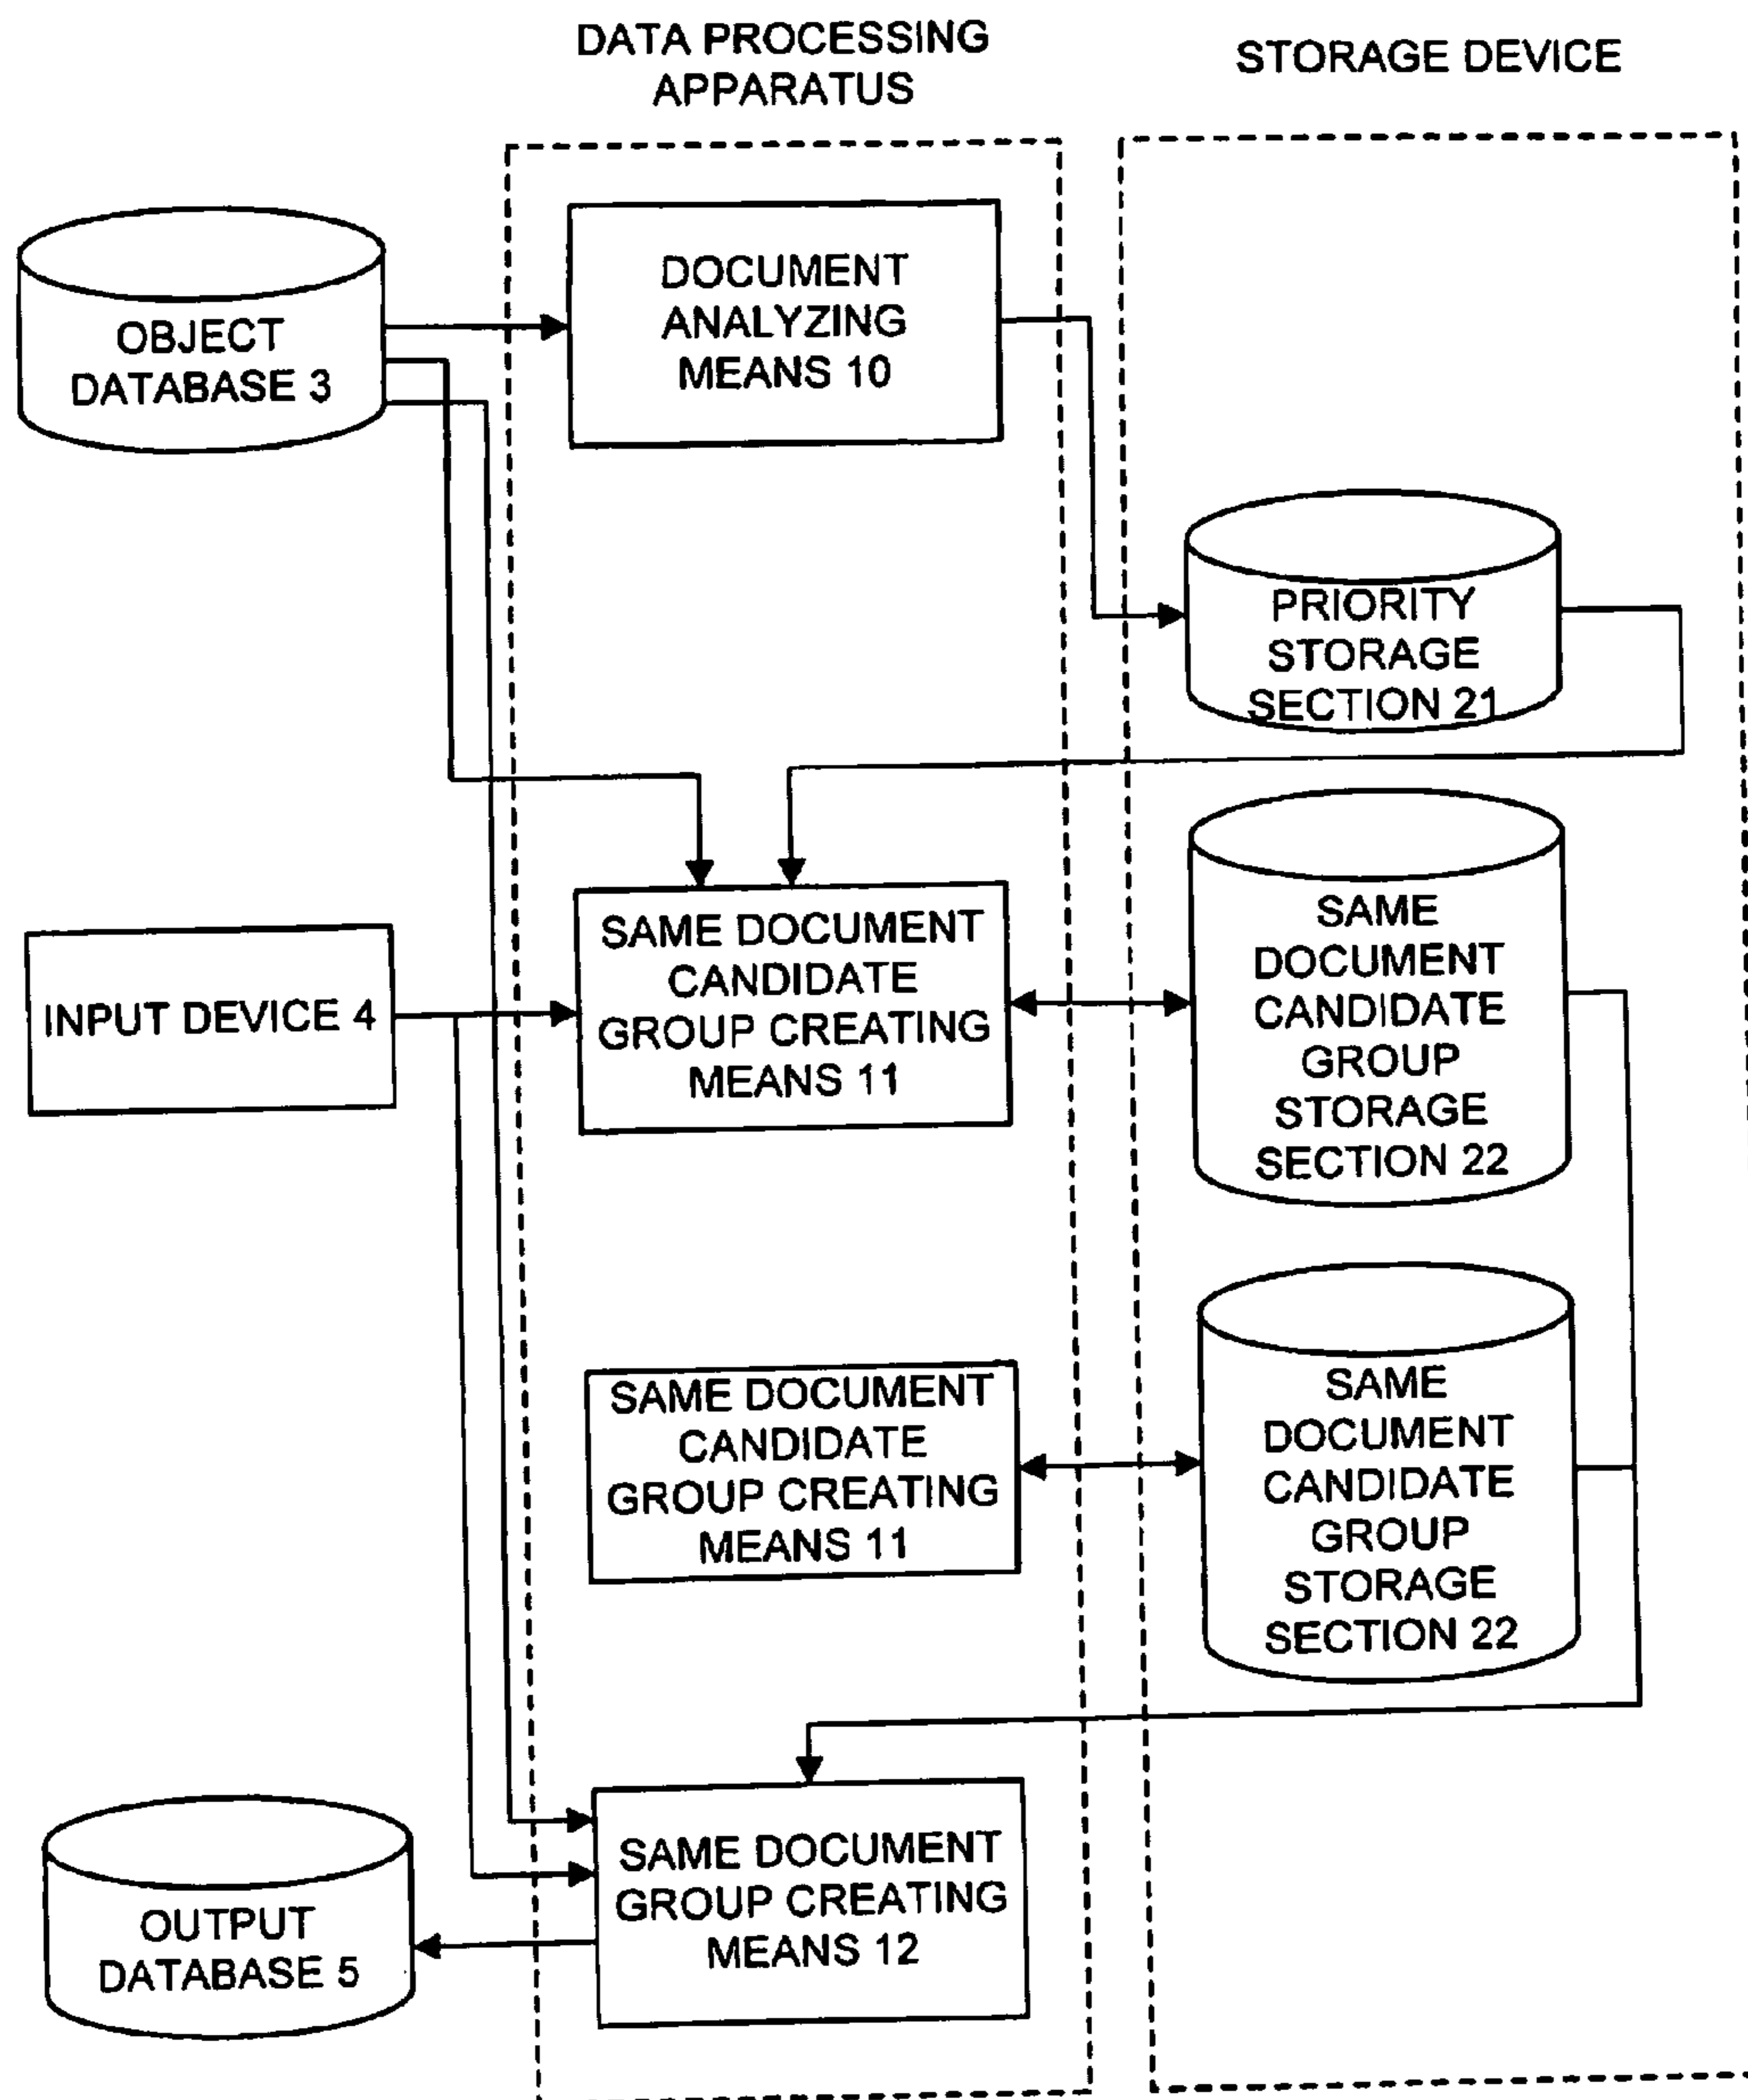 DATA PROCESSING
APPARATUS
STORAGE DEVICE
OBJECT
DATABASE 3
DOCUMENT
ANALYZING
MEANS 10
PRIORITY
STORAGE
SECTION 21
INPUT DEVICE 4
SAME DOCUMENT
CANDIDATE
GROUP CREATING
MEANS 11
SAME
DOCUMENT
CANDIDATE
GROUP
STORAGE
SECTION 22
SAME DOCUMENT
CANDIDATE
GROUP CREATING
MEANS 11
SAME
DOCUMENT
CANDIDATE
GROUP
STORAGE
SECTION 22
OUTPUT
DATABASE 5
SAME DOCUMENT
GROUP CREATING
MEANS 12